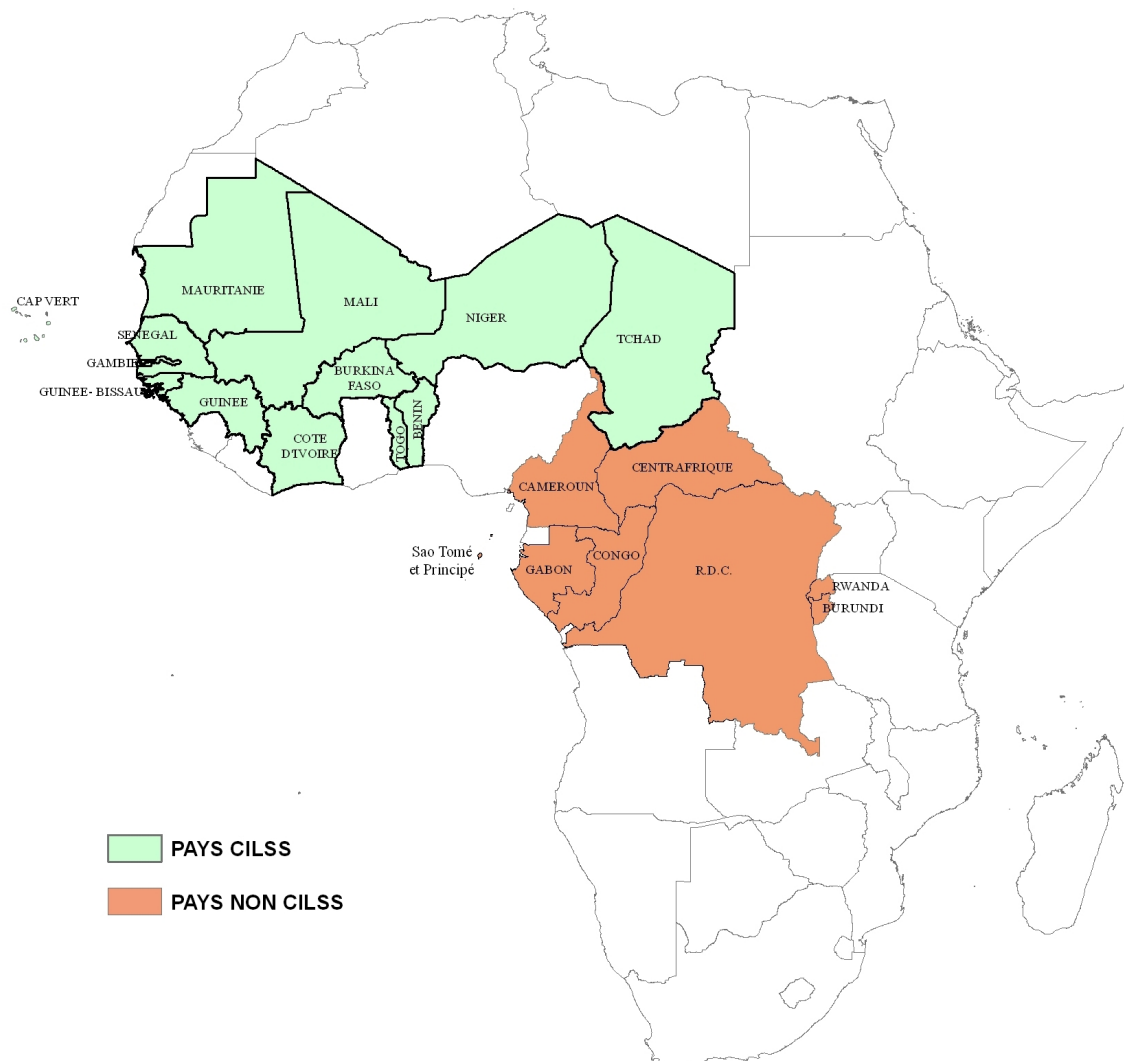 MAURITANIE
CAP VERT
MALI
NIGER
SENEGAL
TCHAD
GAMBIE
BURKINA
FASO
GUINEE- BISSAU
GUINEE
BENIN
TOGO
COTE
D'IVOIRE
CENTRAFRIQUE
CAMEROUN
Sao Tomé
et Principé
CONGO
GABON
R.D.C.
RWANDA
BURUNDI
PAYS CILSS
PAYS NON CILSS